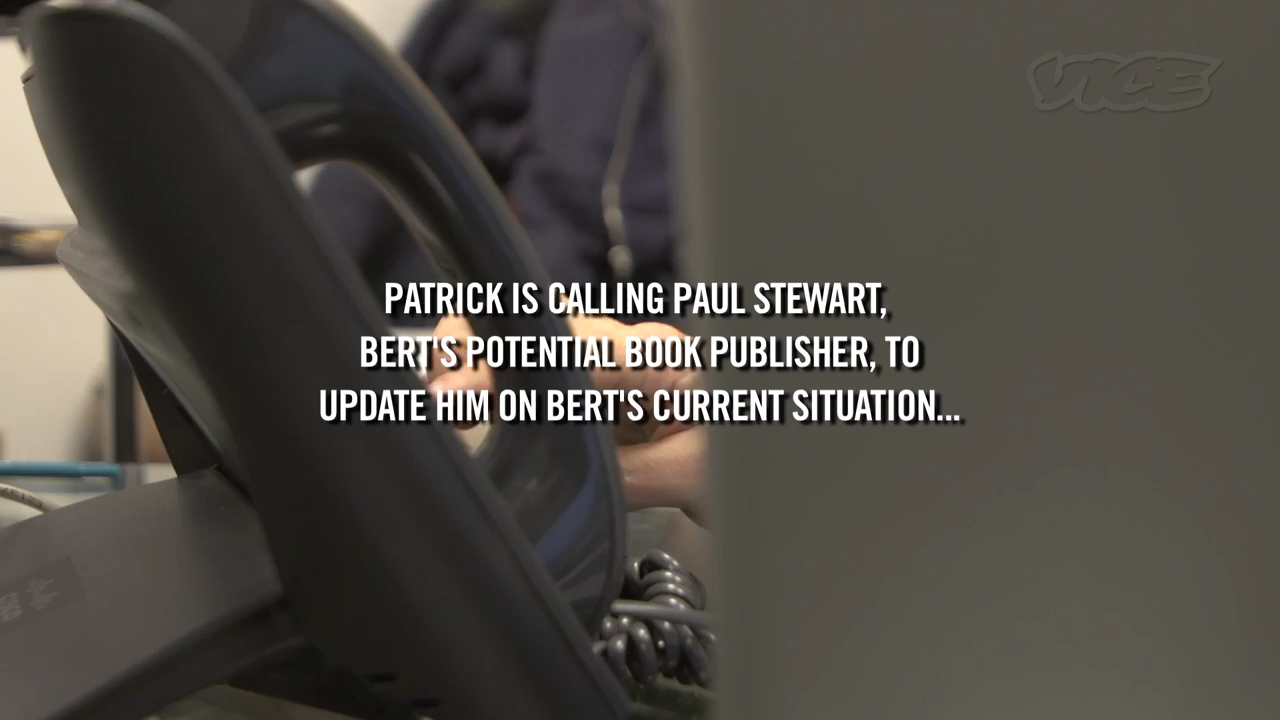 VICE
PATRICK IS CALLING PAUL STEWART,
BERT'S POTENTIAL BOOK PUBLISHER, TO
UPDATE HIM ON BERT'S CURRENT SITUATION...